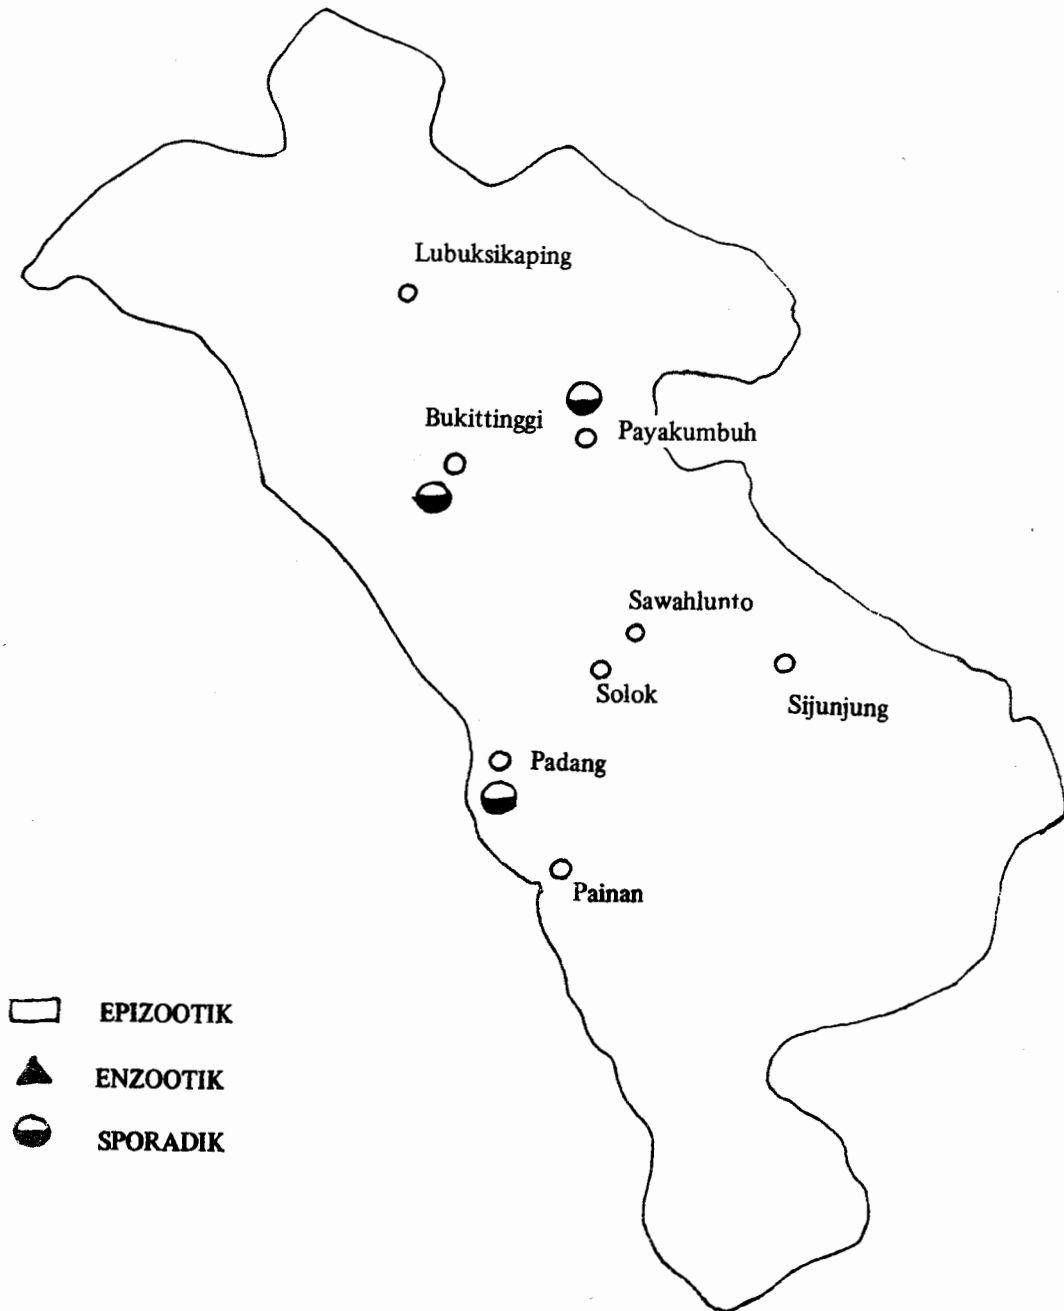 Lubuksikaping
Bukittinggi
Payakumbuh
Sawahlunto
Solok
Sijunjung
Padang
Painan
EPIZOOTIK
ENZOOTIK
SPORADIK